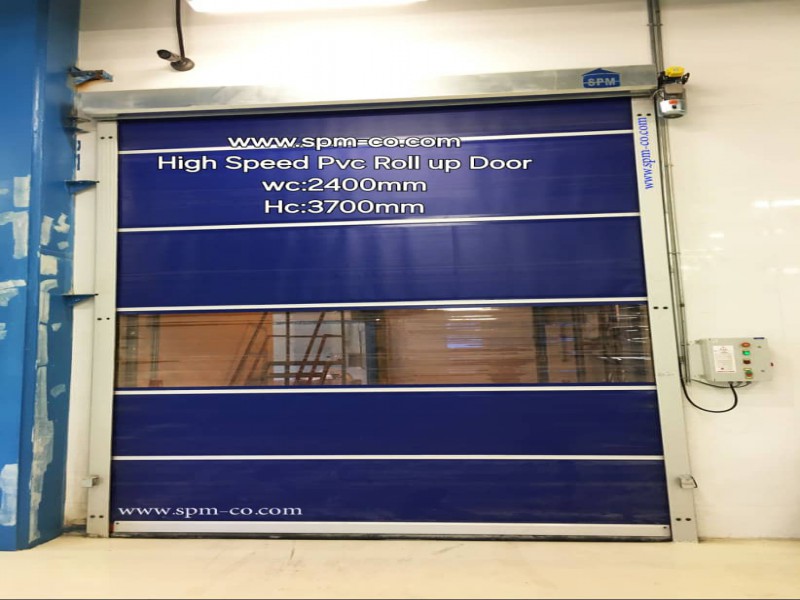 SPM
www.spm-co.com
High Speed Pvc Roll up Door
wc:2400mm
Hc:3700mm
www.spm-co.com
www.spm-co.com